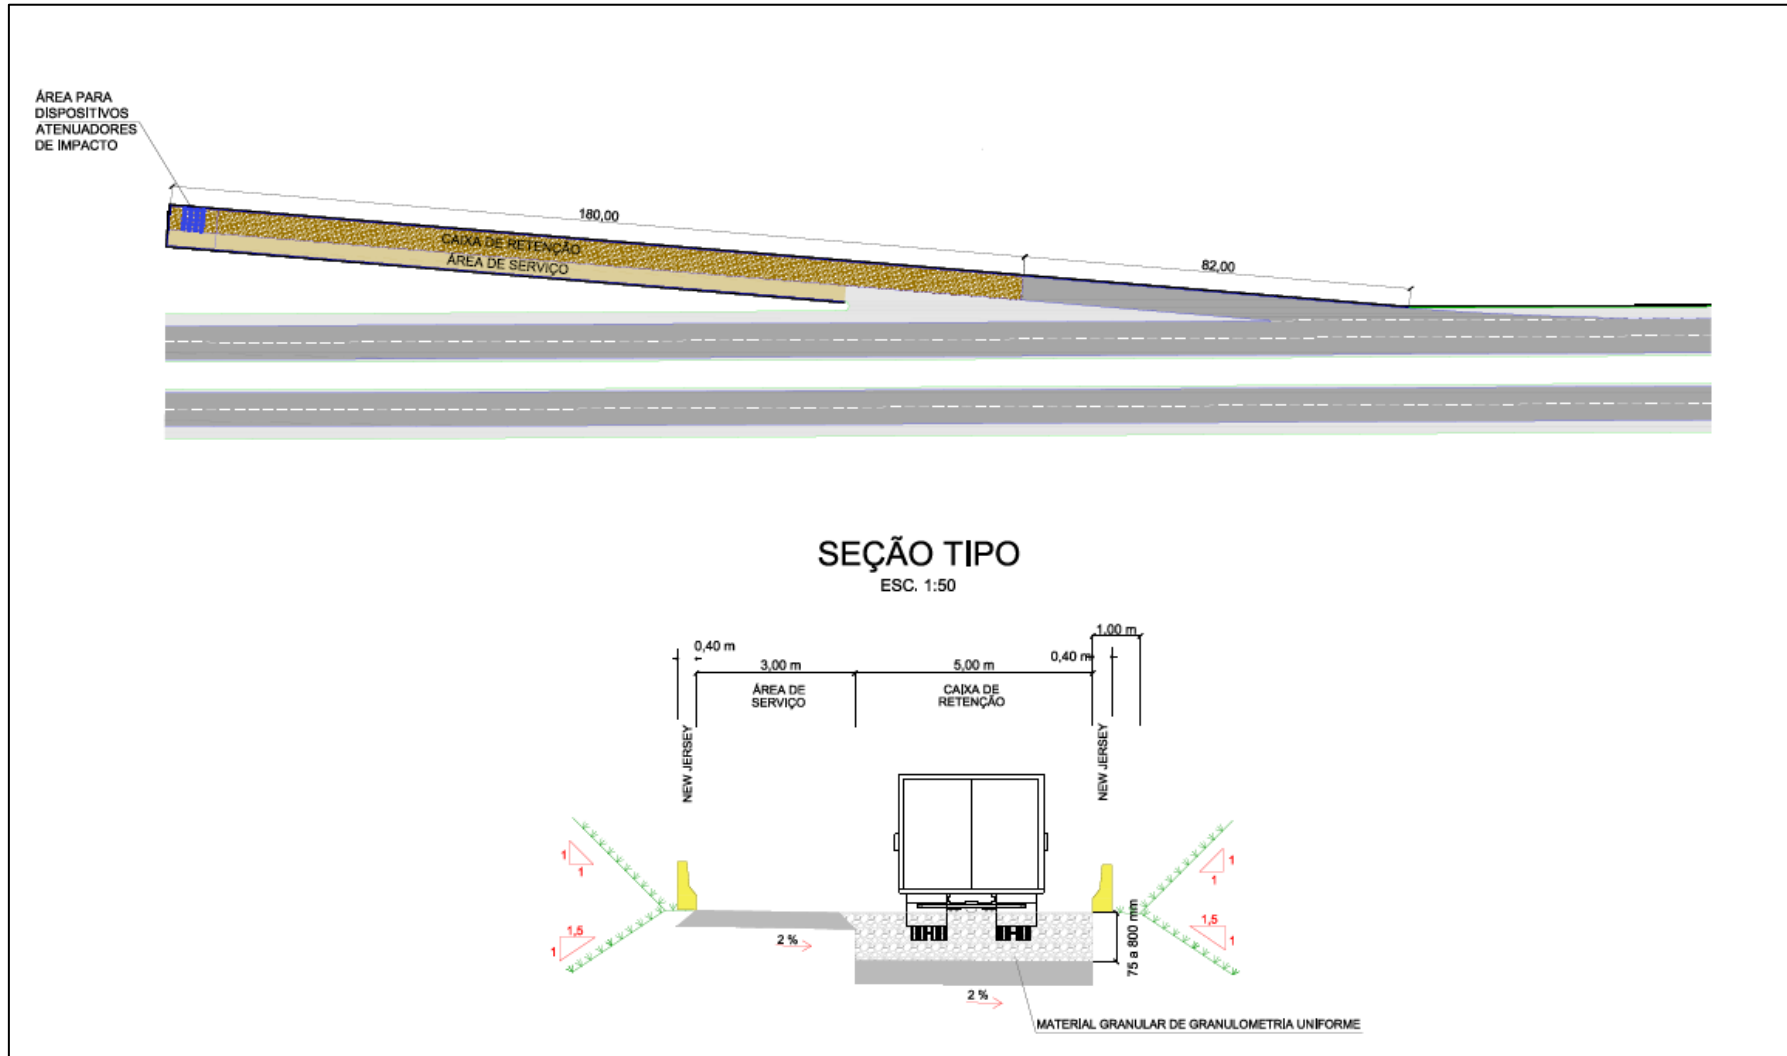 ÁREA PARA
DISPOSITIVOS
ATENUADORES
DE IMPACTO
180,00
CAIXA DE RETENÇÃO
ÁREA DE SERVIÇO
82,00
SEÇÃO TIPO
ESC. 1:50
0,40 m
3,00 m
5,00 m
0,40 m
1,00 m
ÁREA DE
SERVIÇO
CAIXA DE
RETENÇÃO
NEW JERSEY
NEW JERSEY
1
1
1
1
1,5
1
1,5
1
2 %
75 a 800 mm
2 %
MATERIAL GRANULAR DE GRANULOMETRIA UNIFORME